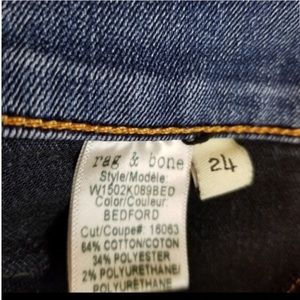 rag & bone
24
Style/Modele:
W1502K089BED
Color/Couleur:
BEDFORD
Cut/Coupe#: 16063
64% COTTON/COTON
34% POLYESTER
2% POLYURETHANE/
POLYURETHANE